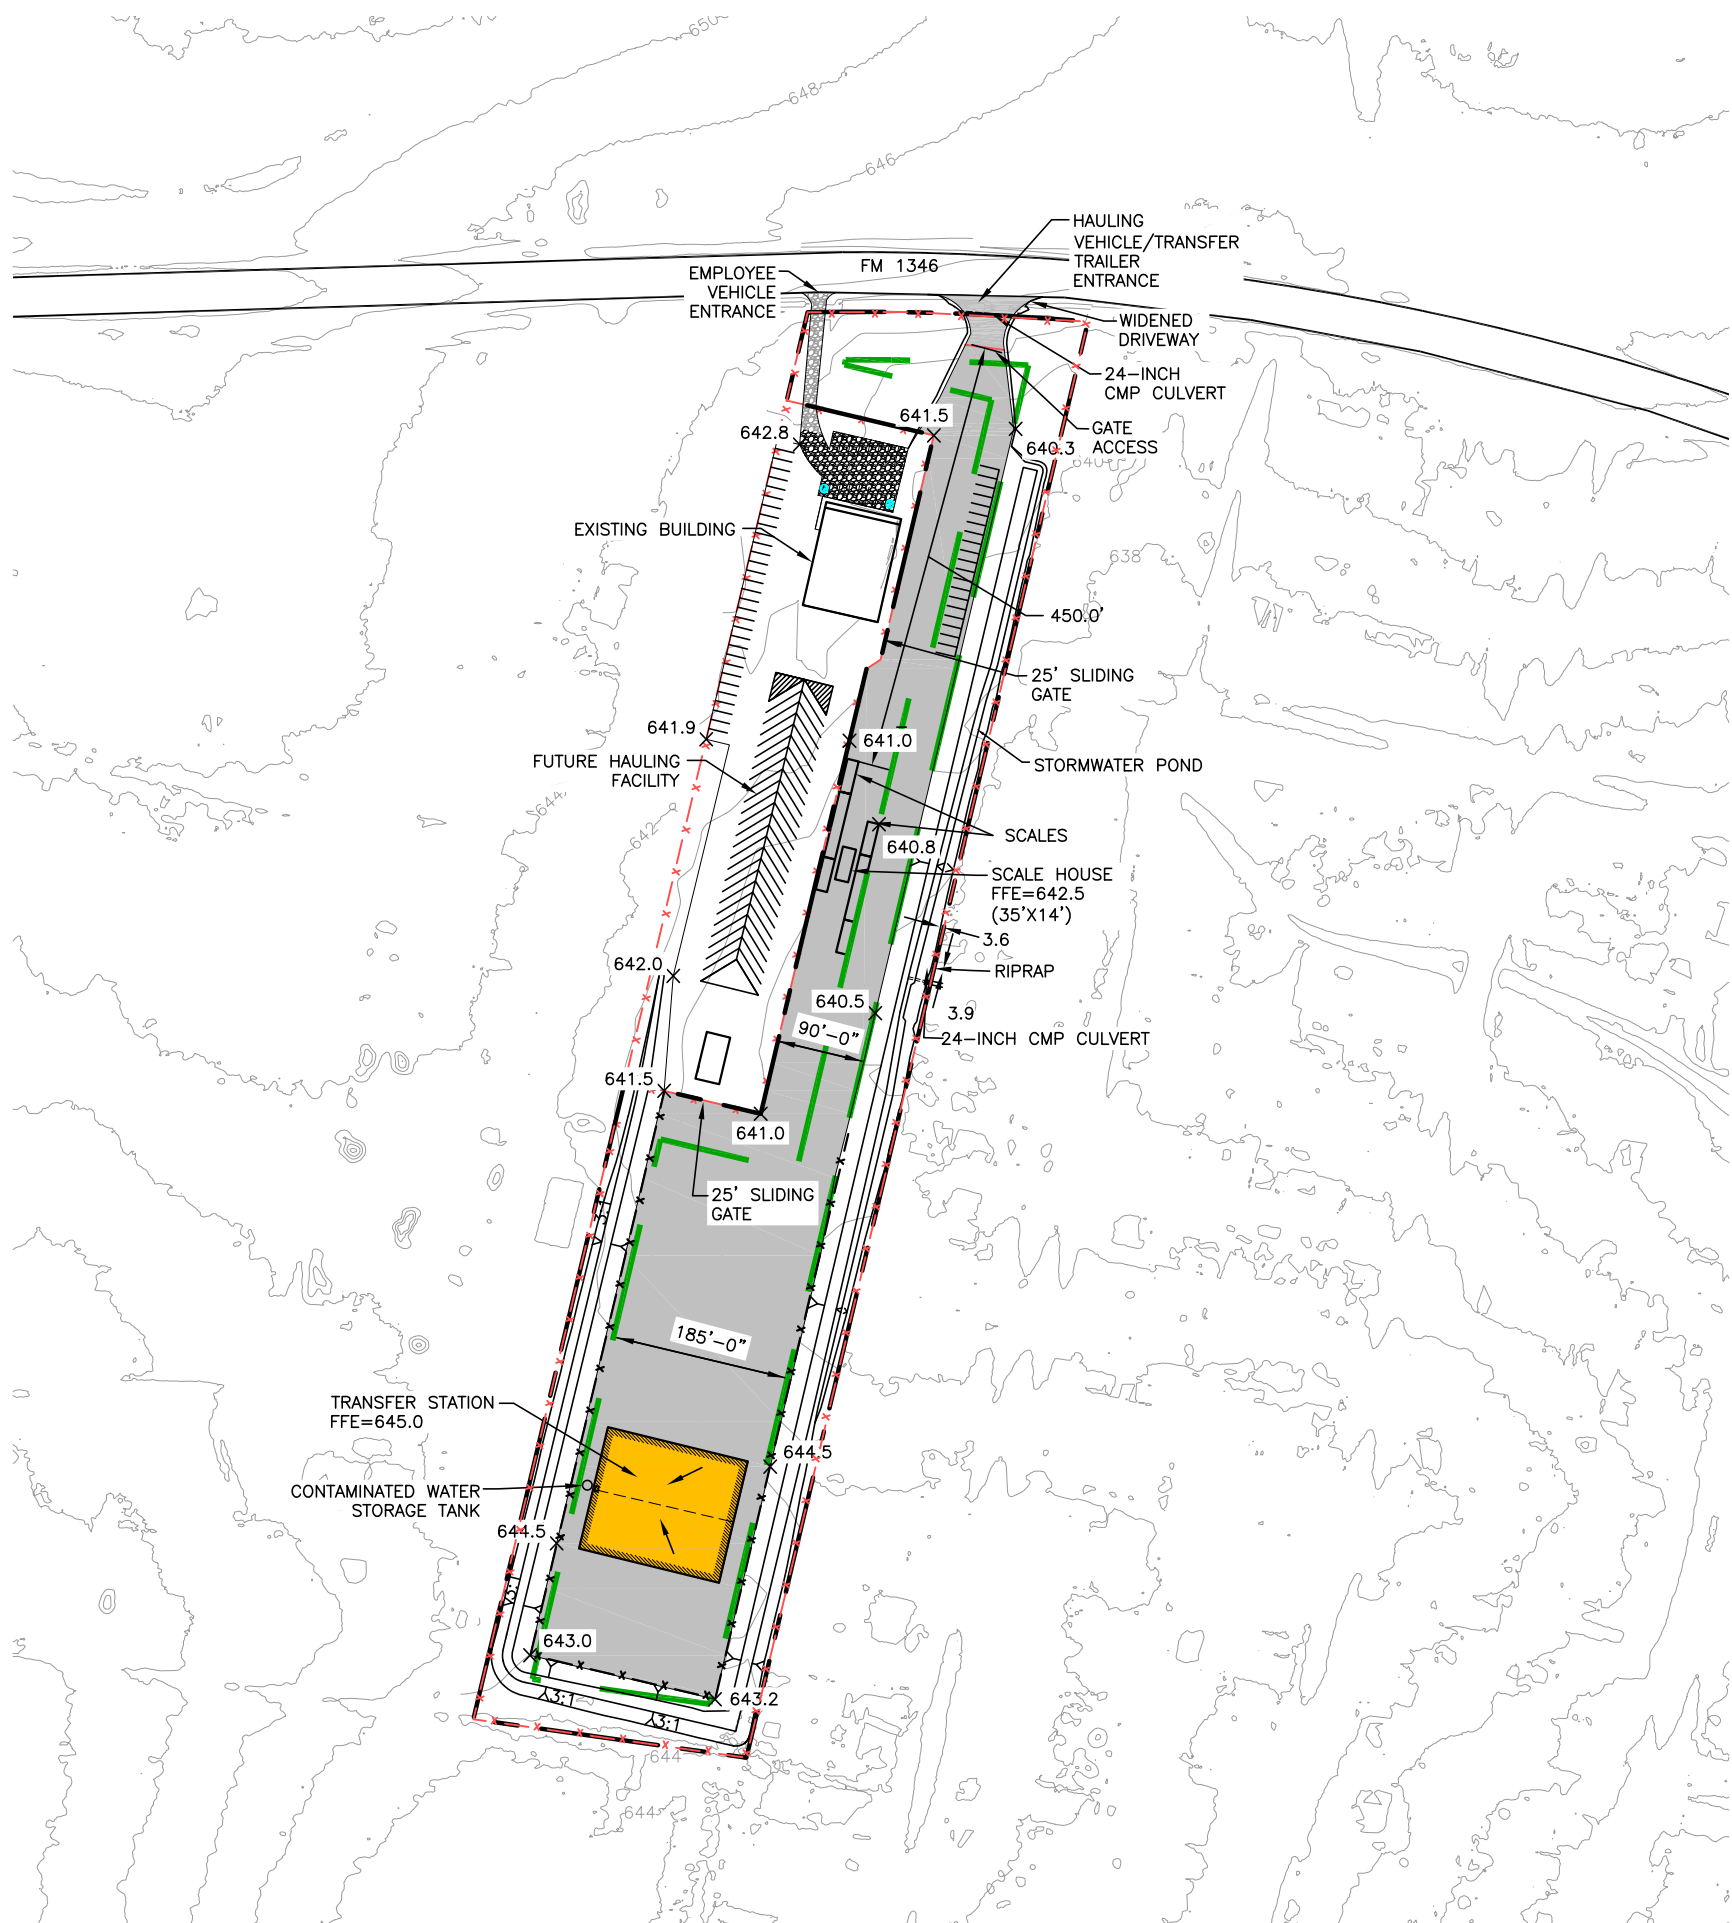 650
648
646
HAULING
VEHICLE/TRANSFER
TRAILER
ENTRANCE
FM 1346
EMPLOYEE
VEHICLE
ENTRANCE
WIDENED
DRIVEWAY
24-INCH
CMP CULVERT
641.5
642.8
GATE
ACCESS
640.3
640
EXISTING BUILDING
638
450.0'
25' SLIDING
GATE
641.9
641.0
FUTURE HAULING
FACILITY
STORMWATER POND
644
642
SCALES
640.8
SCALE HOUSE
FFE=642.5
(35'X14')
3.6
642.0
RIPRAP
640.5
3.9
90'-0"
24-INCH CMP CULVERT
641.5
641.0
25' SLIDING
GATE
3:1
185'-0"
TRANSFER STATION
FFE=645.0
644.5
CONTAMINATED WATER
STORAGE TANK
644.5
3:1
643.0
3:1
643.2
3:1
644
644